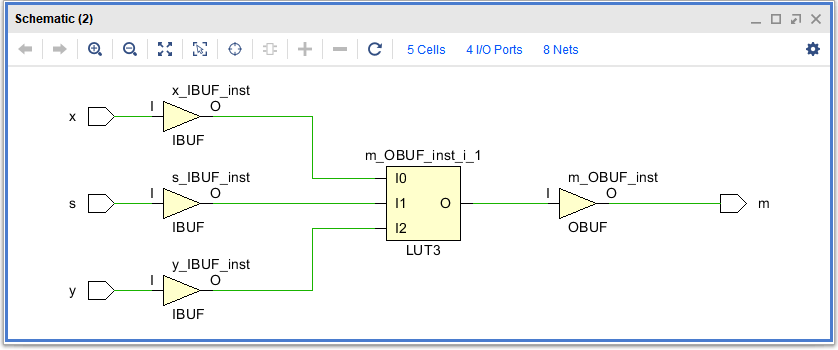 Schematic (2)
5 Cells 4 I/O Ports 8 Nets
x_IBUF_inst
x I O
IBUF
m_OBUF_inst_i_1
s_IBUF_inst
I0
m_OBUF_inst
s I O
I1 O
I O
m
IBUF
I2
OBUF
LUT3
y_IBUF_inst
y I O
IBUF